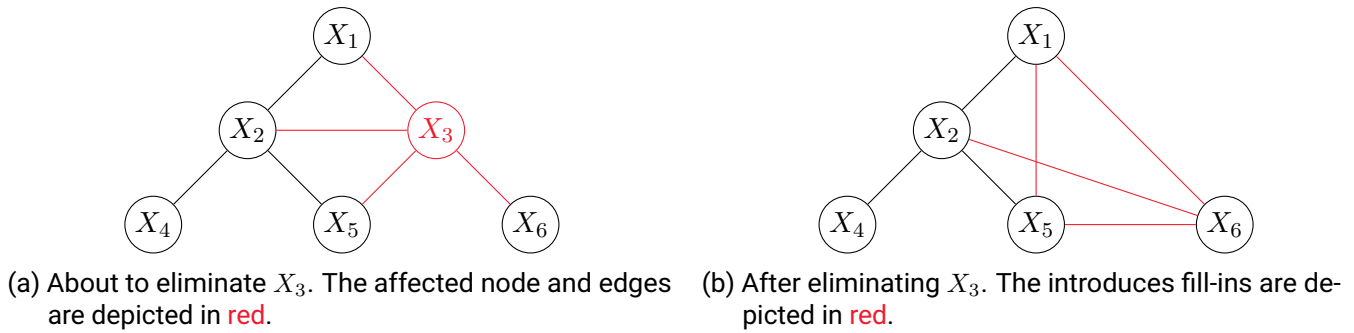 X1
X1
X2
X3
X2
X4
X5
X6
X4
X5
X6
(a) About to eliminate X3. The affected node and edges
are depicted in red.
(b) After eliminating X3. The introduces fill-ins are de-
picted in red.